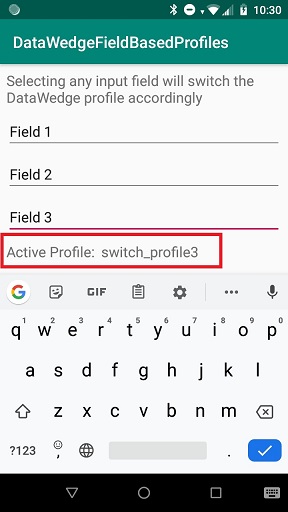 10:30
DataWedgeFieldBasedProfiles
Selecting any input field will switch the
DataWedge profile accordingly
Field 1
Field 2
Field 3
Active Profile: switch_profile3
G GIF
1 2 3 4 5 6 7 8 9 0
q w e r t y u i o p
a s d f g h j k l
z x c v b n m
?123 , .